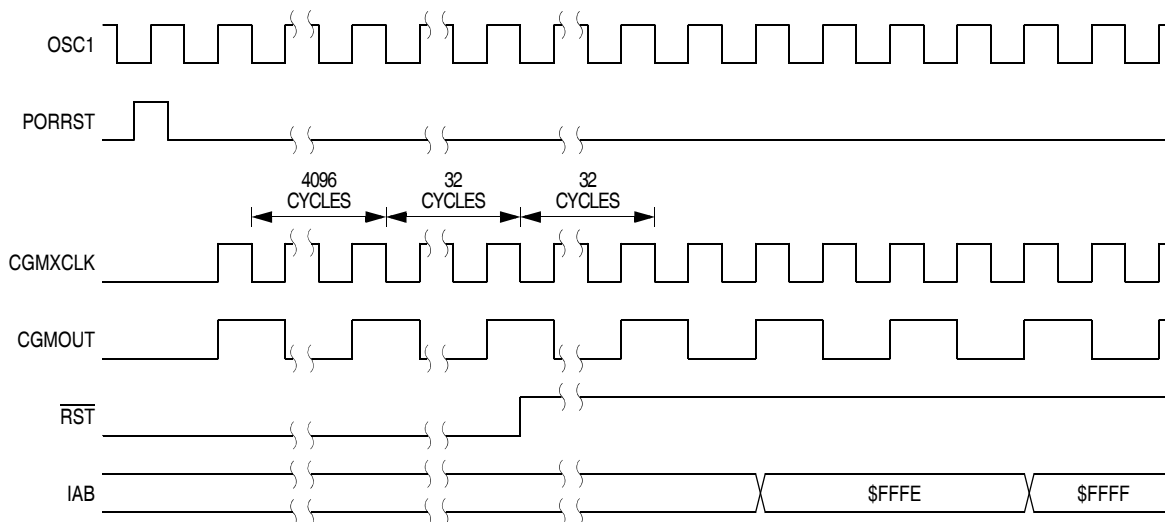 OSC1
PORRST
4096
CYCLES
32
CYCLES
32
CYCLES
CGMXCLK
CGMOUT
RST
IAB
$FFFE
$FFFF